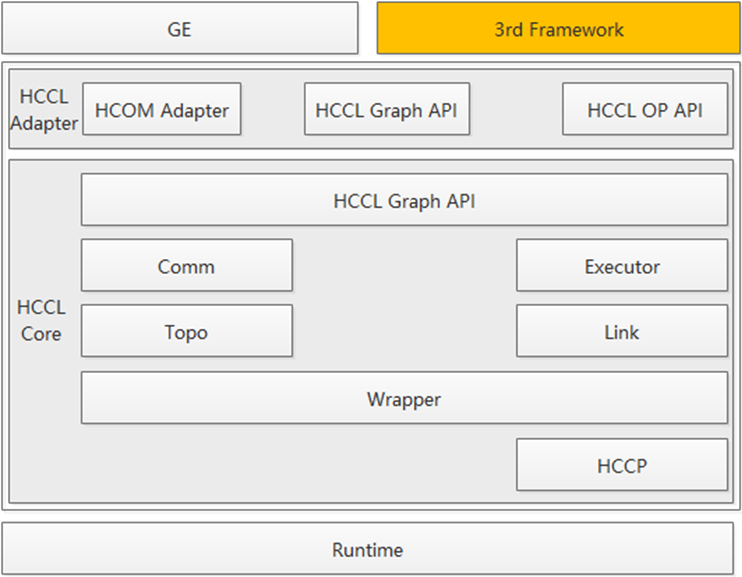 GE
3rd Framework
HCCL
Adapter
HCOM Adapter
HCCL Graph API
HCCL OP API
HCCL
Core
HCCL Graph API
Comm
Executor
Topo
Link
Wrapper
HCCP
Runtime